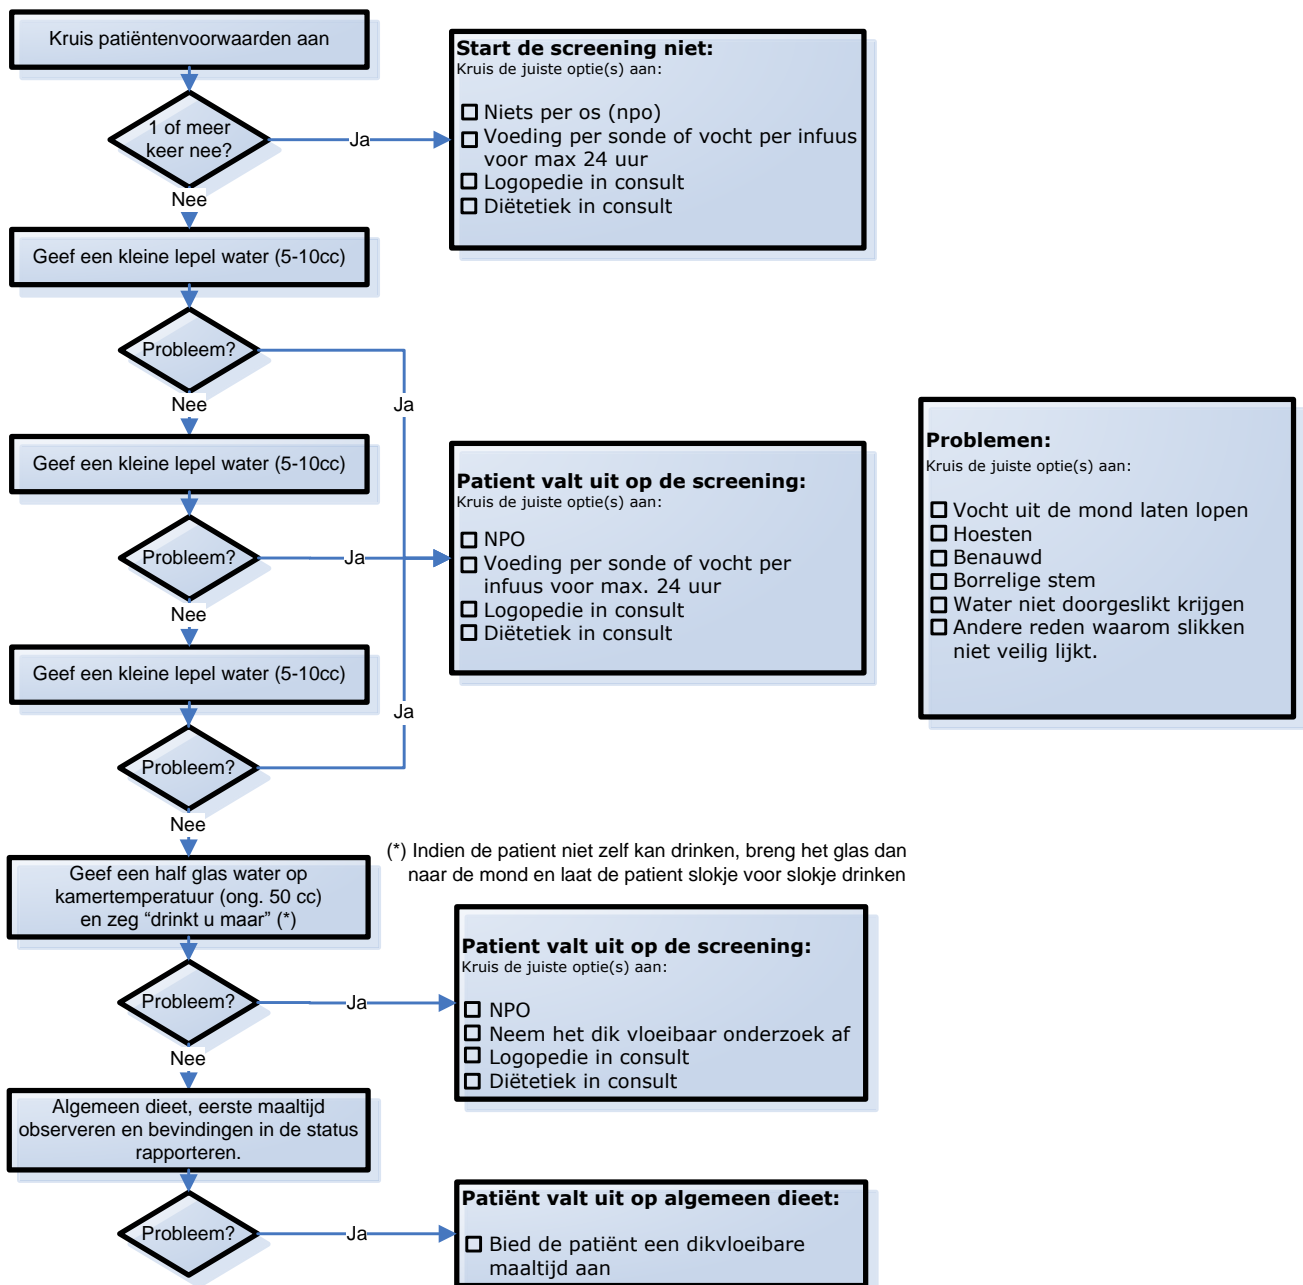 Kruis patiëntenvoorwaarden aan
1 of meer
keer nee?
Ja
Start de screening niet:
Kruis de juiste optie(s) aan:
Niets per os (npo)
Voeding per sonde of vocht per infuus
voor max 24 uur
Logopedie in consult
Diëtetiek in consult
Nee
Geef een kleine lepel water (5-10cc)
Probleem?
Nee
Ja
Geef een kleine lepel water (5-10cc)
Probleem?
Ja
Patient valt uit op de screening:
Kruis de juiste optie(s) aan:
NPO
Voeding per sonde of vocht per
infuus voor max. 24 uur
Logopedie in consult
Diëtetiek in consult
Problemen:
Kruis de juiste optie(s) aan:
Vocht uit de mond laten lopen
Hoesten
Benauwd
Borrelige stem
Water niet doorgeslikt krijgen
Andere reden waarom slikken
niet veilig lijkt.
Nee
Geef een kleine lepel water (5-10cc)
Ja
Probleem?
Nee
Geef een half glas water op
kamertemperatuur (ong. 50 cc)
en zeg “drinkt u maar” (*)
(*) Indien de patient niet zelf kan drinken, breng het glas dan
naar de mond en laat de patient slokje voor slokje drinken
Probleem?
Ja
Patient valt uit op de screening:
Kruis de juiste optie(s) aan:
NPO
Neem het dik vloeibaar onderzoek af
Logopedie in consult
Diëtetiek in consult
Nee
Algemeen dieet, eerste maaltijd
observeren en bevindingen in de status
rapporteren.
Probleem?
Ja
Patiënt valt uit op algemeen dieet:
Bied de patiënt een dikvloeibare
maaltijd aan